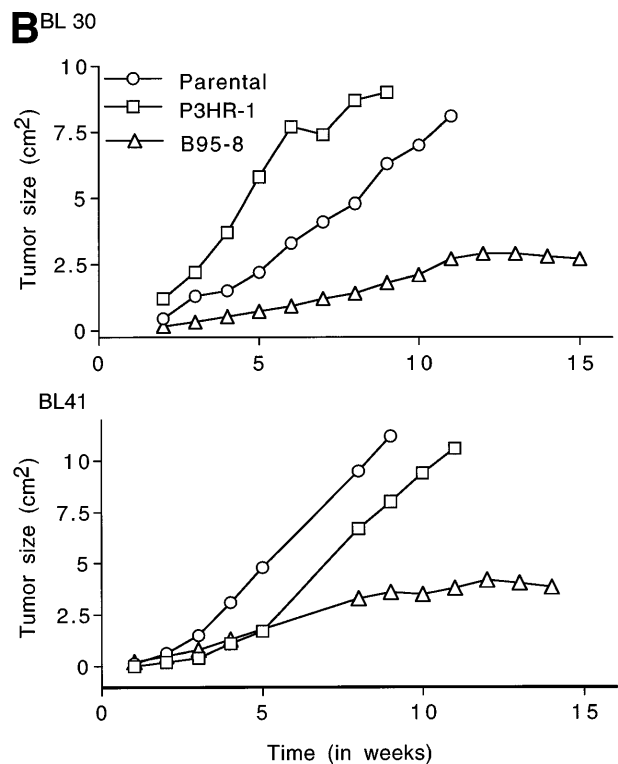 B BL 30
10
Parental
P3HR-1
7.5
B95-8
5
2.5
0
Tumor size (cm2)
0 5 10 15
BL41
10
7.5
5
2.5
0
Tumor size (cm2)
0 5 10 15
Time (in weeks)